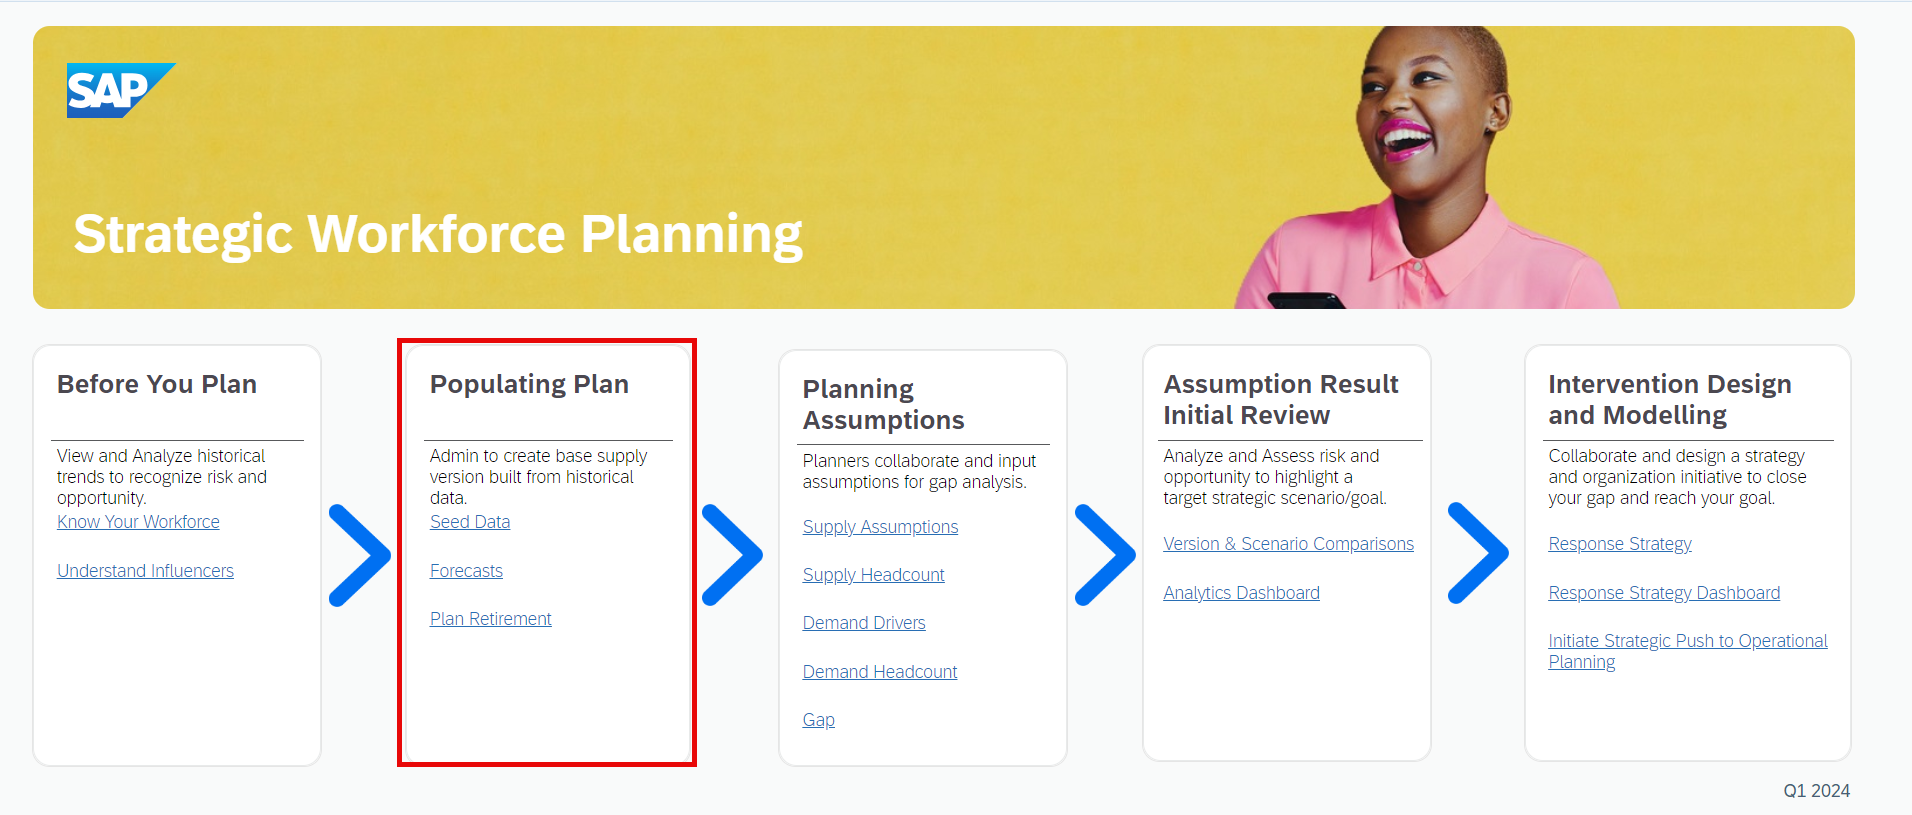 SAP
Strategic Workforce Planning
Before You Plan
View and Analyze historical
trends to recognize risk and
opportunity.
Know Your Workforce
Understand Influencers
Populating Plan
Admin to create base supply
version built from historical
data.
Seed Data
Forecasts
Plan Retirement
Planning
Assumptions
Planners collaborate and input
assumptions for gap analysis.
Supply Assumptions
Supply Headcount
Demand Drivers
Demand Headcount
Gap
Assumption Result
Initial Review
Analyze and Assess risk and
opportunity to highlight a
target strategic scenario/goal.
Version & Scenario Comparisons
Analytics Dashboard
Intervention Design
and Modelling
Collaborate and design a strategy
and organization initiative to close
your gap and reach your goal.
Response Strategy
Response Strategy Dashboard
Initiate Strategic Push to Operational
Planning
Q1 2024